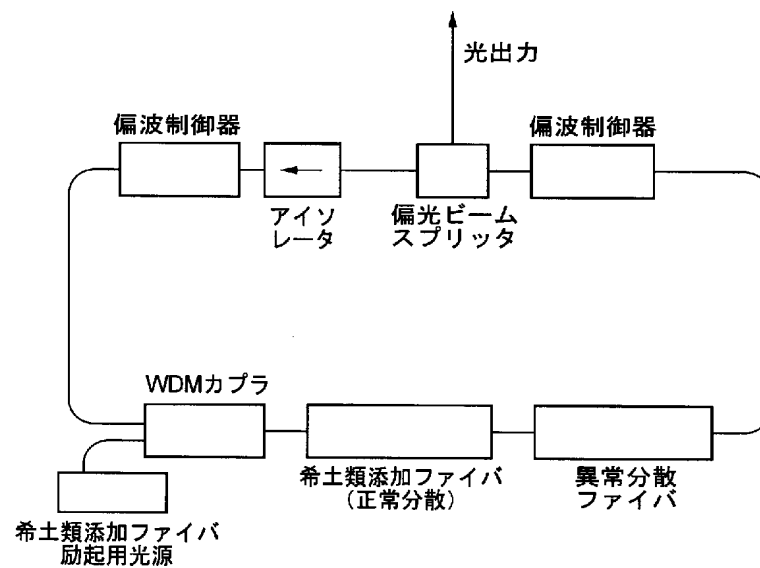 光出力
偏波制御器
偏波制御器
アイソ
レータ
偏光ビーム
スプリッタ
WDMカプラ
希土類添加ファイバ
(正常分散)
異常分散
ファイバ
希土類添加ファイバ
励起用光源